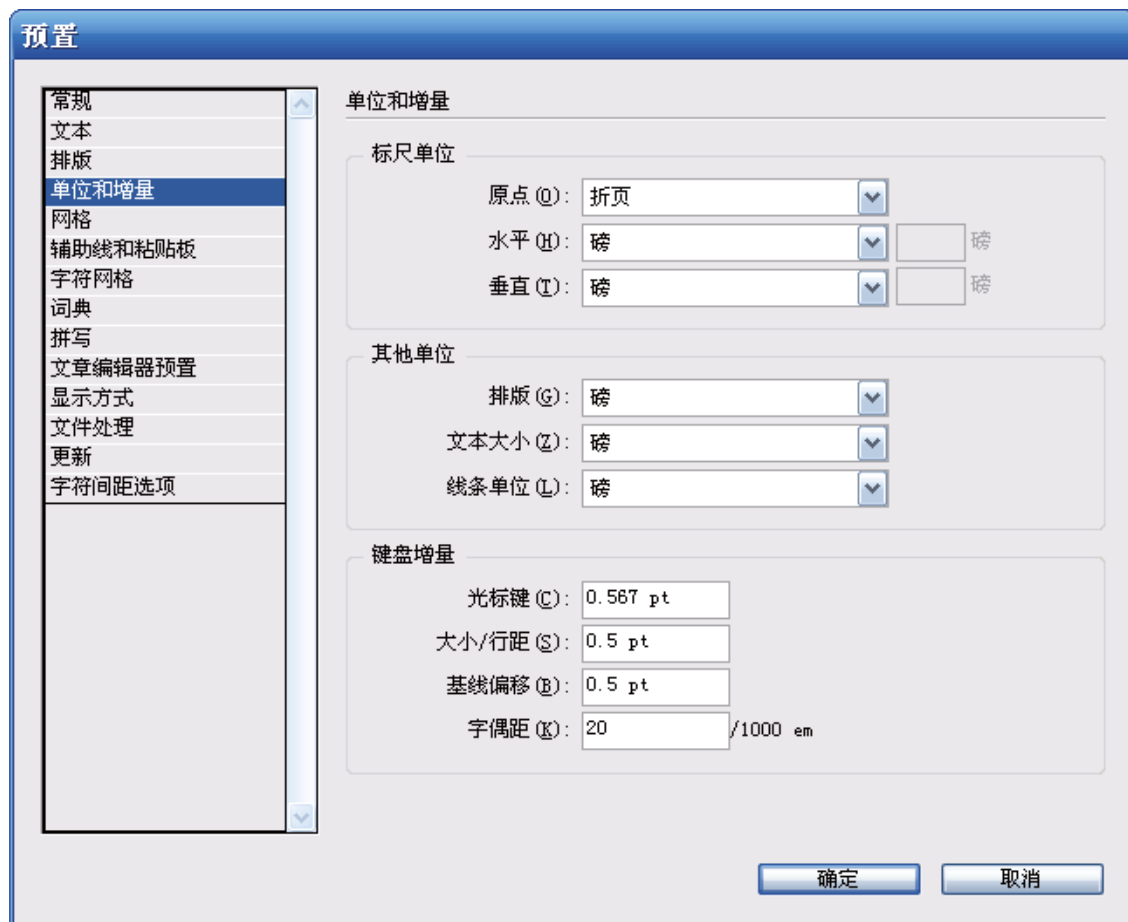 预置
常规
文本
排版
单位和增量
网格
辅助线和粘贴板
字符网格
词典
拼写
文章编辑器预置
显示方式
文件处理
更新
字符间距选项
单位和增量
标尺单位
原点(O): 折页
水平(H): 磅 磅
垂直(T): 磅 磅
其他单位
排版(G): 磅
文本大小(Z): 磅
线条单位(L): 磅
键盘增量
光标键(C): 0.567 pt
大小/行距(S): 0.5 pt
基线偏移(B): 0.5 pt
字偶距(K): 20 /1000 em
确定 取消